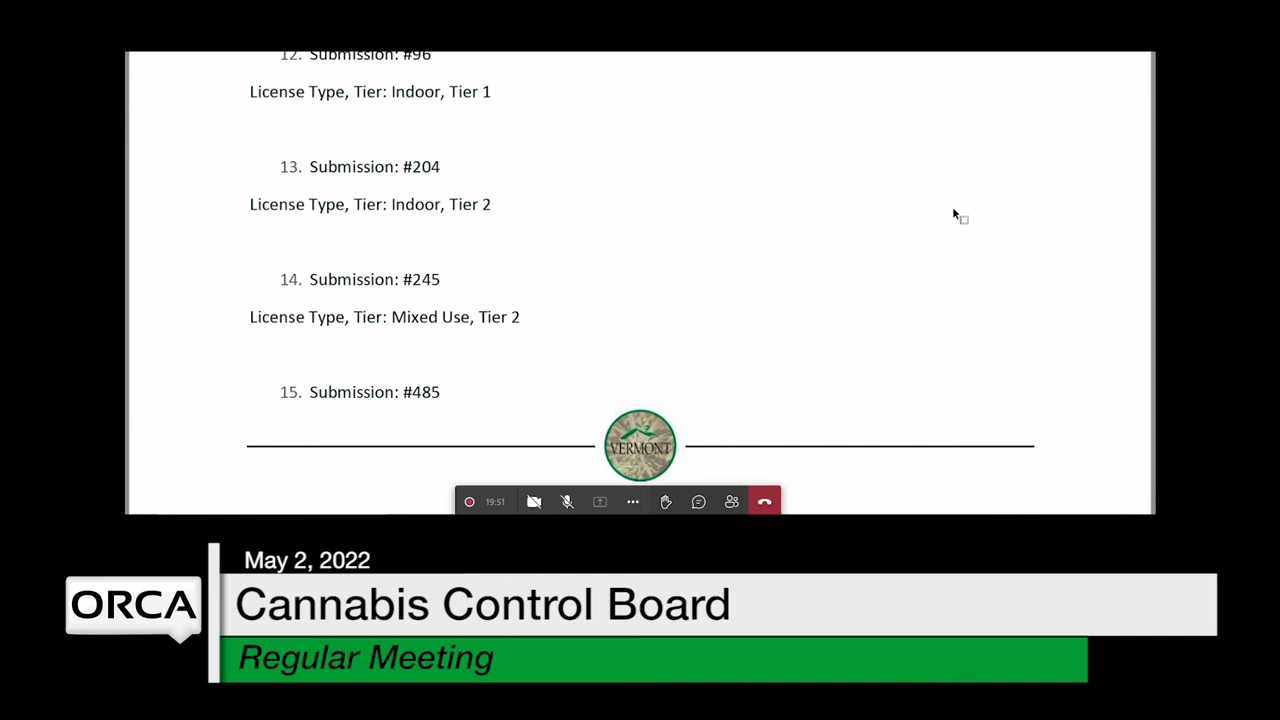 12. Submission: #96
License Type, Tier: Indoor, Tier 1
13. Submission: #204
License Type, Tier: Indoor, Tier 2
14. Submission: #245
License Type, Tier: Mixed Use, Tier 2
15. Submission: #485
VERMONT
19:51
May 2, 2022
ORCA
Cannabis Control Board
Regular Meeting